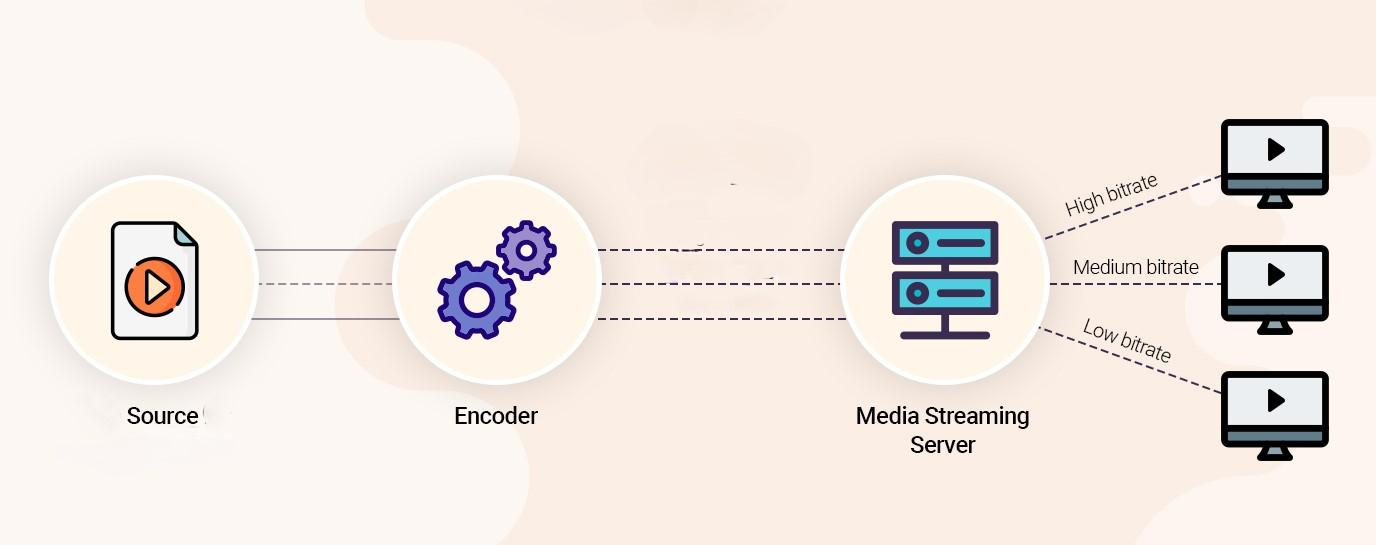 High bitrate
Medium bitrate
Low bitrate
Source
Encoder
Media Streaming
Server